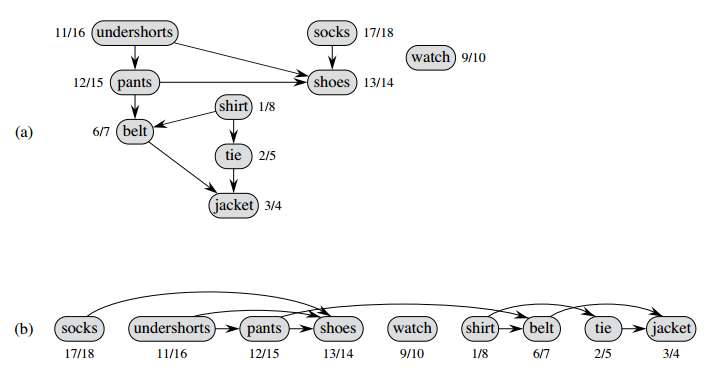 11/16 undershorts socks 17/18
watch 9/10
12/15 pants shoes 13/14
shirt 1/8
(a) 6/7 belt
tie 2/5
jacket 3/4
(b) socks undershorts pants shoes watch shirt belt tie jacket
17/18 11/16 12/15 13/14 9/10 1/8 6/7 2/5 3/4